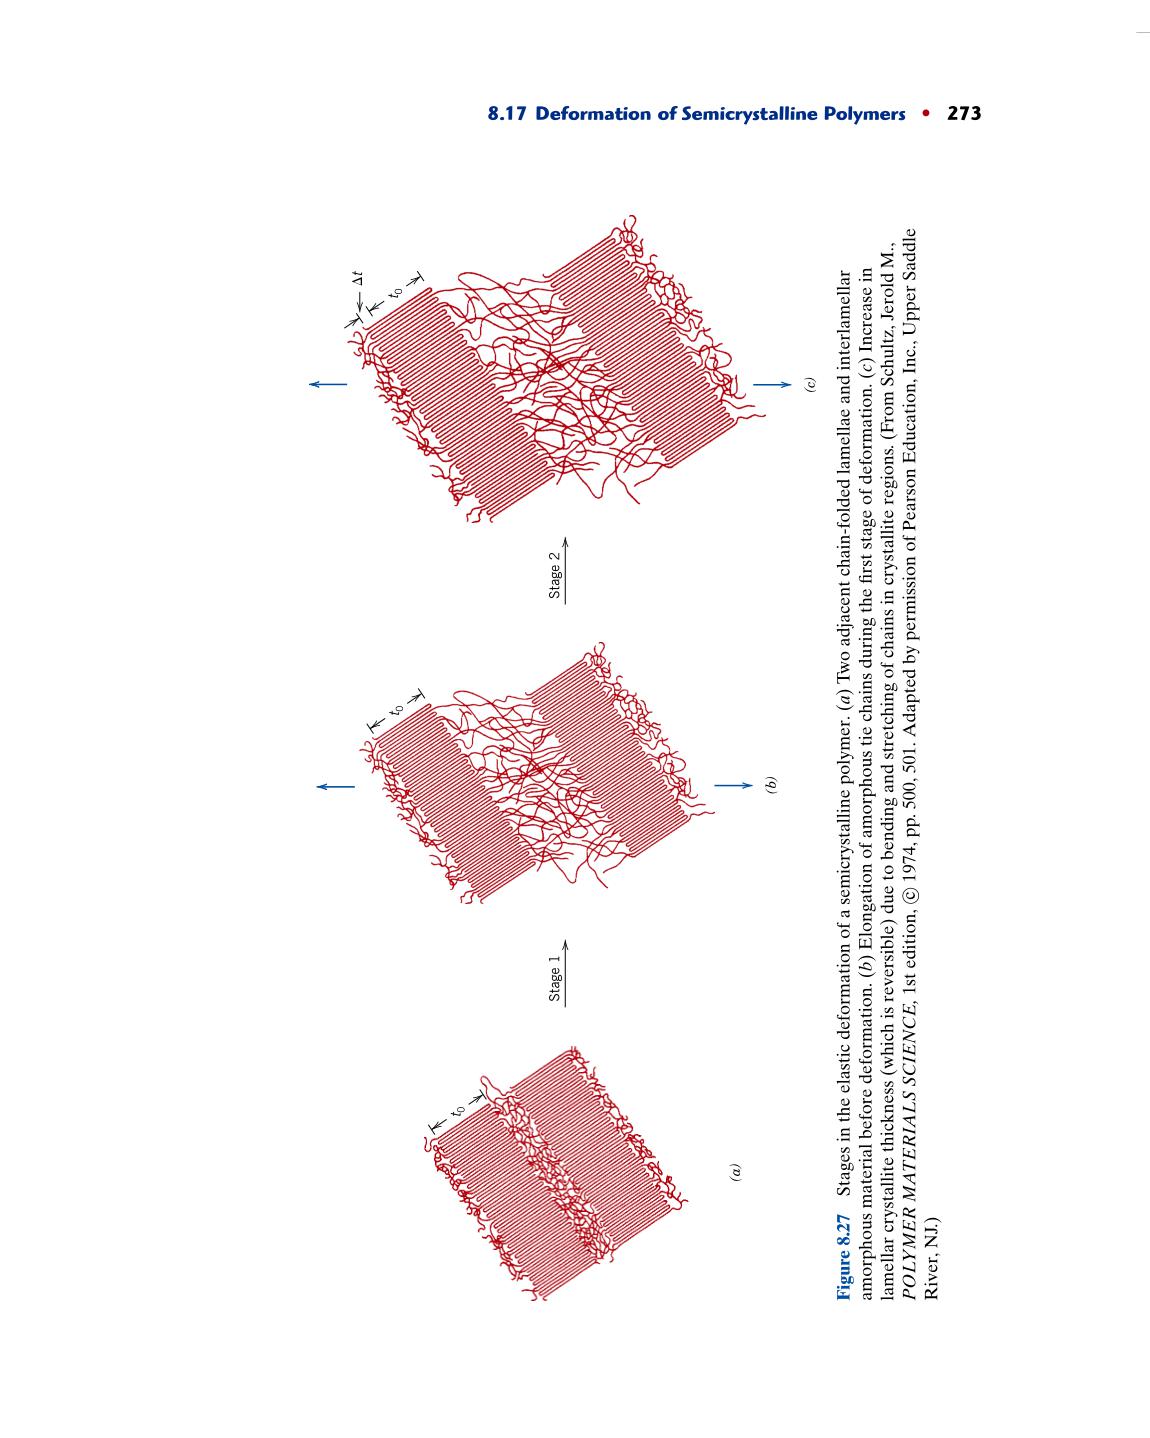 8.17 Deformation of Semicrystalline Polymers • 273
Δt
t0
(c)
Stage 2
t0
(b)
Stage 1
t0
(a)
Figure 8.27 Stages in the elastic deformation of a semicrystalline polymer. (a) Two adjacent chain-folded lamellae and interlamellar
amorphous material before deformation. (b) Elongation of amorphous tie chains during the first stage of deformation. (c) Increase in
lamellar crystallite thickness (which is reversible) due to bending and stretching of chains in crystallite regions. (From Schultz, Jerold M.,
POLYMER MATERIALS SCIENCE, 1st edition, © 1974, pp. 500, 501. Adapted by permission of Pearson Education, Inc., Upper Saddle
River, NJ.)